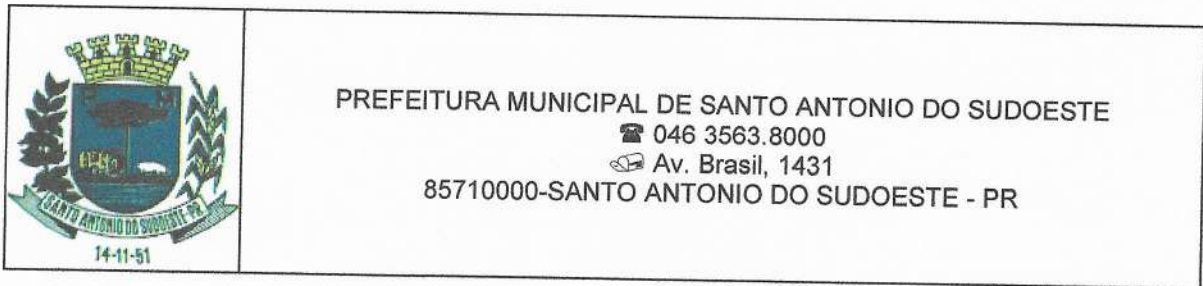 P M
SANTO ANTONIO DO SUDOESTE-PR
14-11-51
PREFEITURA MUNICIPAL DE SANTO ANTONIO DO SUDOESTE
☎ 046 3563.8000
Av. Brasil, 1431
85710000-SANTO ANTONIO DO SUDOESTE - PR